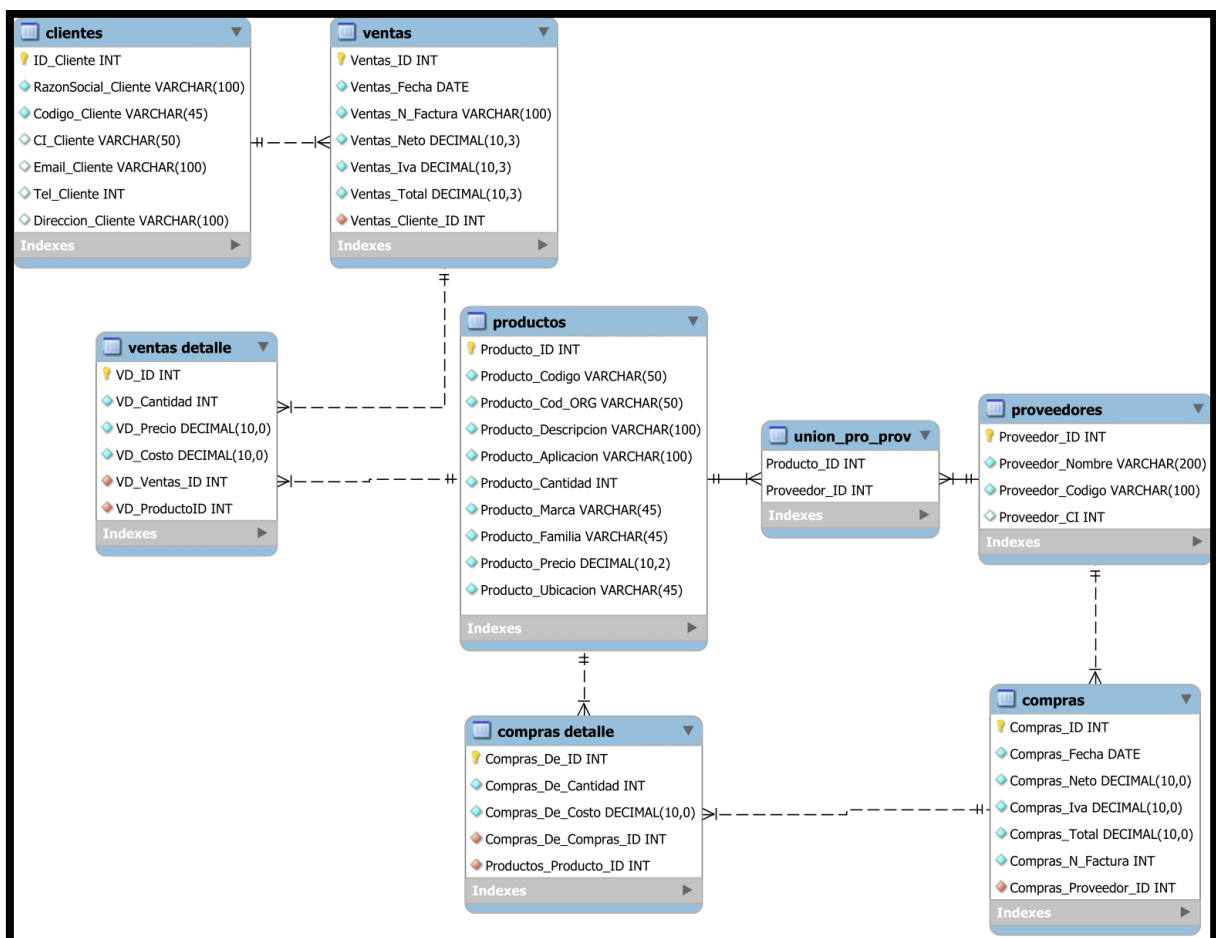 clientes
ID_Cliente INT
RazonSocial_Cliente VARCHAR(100)
Codigo_Cliente VARCHAR(45)
CI_Cliente VARCHAR(50)
Email_Cliente VARCHAR(100)
Tel_Cliente INT
Direccion_Cliente VARCHAR(100)
Indexes
ventas
Ventas_ID INT
Ventas_Fecha DATE
Ventas_N_Factura VARCHAR(100)
Ventas_Neto DECIMAL(10,3)
Ventas_Iva DECIMAL(10,3)
Ventas_Total DECIMAL(10,3)
Ventas_Cliente_ID INT
Indexes
ventas detalle
VD_ID INT
VD_Cantidad INT
VD_Precio DECIMAL(10,0)
VD_Costo DECIMAL(10,0)
VD_Ventas_ID INT
VD_ProductoID INT
Indexes
productos
Producto_ID INT
Producto_Codigo VARCHAR(50)
Producto_Cod_ORG VARCHAR(50)
Producto_Descripcion VARCHAR(100)
Producto_Aplicacion VARCHAR(100)
Producto_Cantidad INT
Producto_Marca VARCHAR(45)
Producto_Familia VARCHAR(45)
Producto_Precio DECIMAL(10,2)
Producto_Ubicacion VARCHAR(45)
Indexes
union_pro_prov
Producto_ID INT
Proveedor_ID INT
Indexes
proveedores
Proveedor_ID INT
Proveedor_Nombre VARCHAR(200)
Proveedor_Codigo VARCHAR(100)
Proveedor_CI INT
Indexes
compras detalle
Compras_De_ID INT
Compras_De_Cantidad INT
Compras_De_Costo DECIMAL(10,0)
Compras_De_Compras_ID INT
Productos_Producto_ID INT
Indexes
compras
Compras_ID INT
Compras_Fecha DATE
Compras_Neto DECIMAL(10,0)
Compras_Iva DECIMAL(10,0)
Compras_Total DECIMAL(10,0)
Compras_N_Factura INT
Compras_Proveedor_ID INT
Indexes